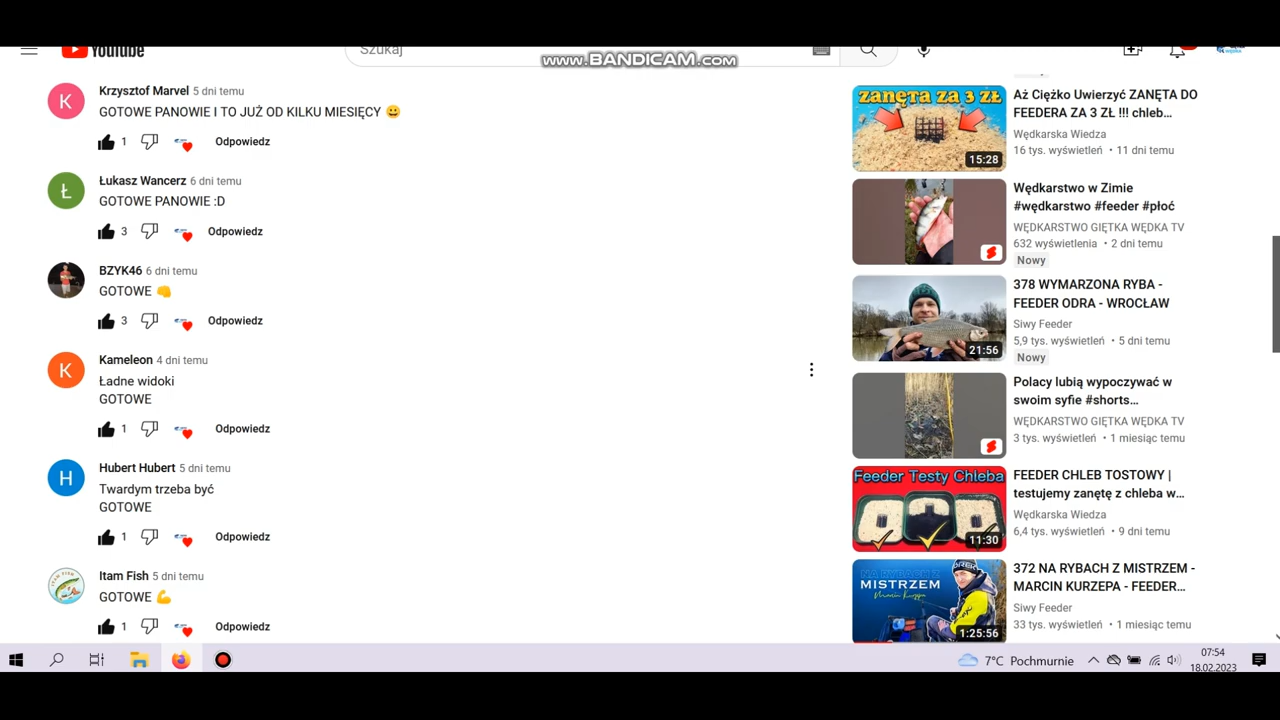 YouTube
Szukaj
www.BANDICAM.com
Krzysztof Marvel 5 dni temu
GOTOWE PANOWIE I TO JUŻ OD KILKU MIESIĘCY 😀
1 Odpowiedz
Łukasz Wancerz 6 dni temu
GOTOWE PANOWIE :D
3 Odpowiedz
BZYK46 6 dni temu
GOTOWE 👊
3 Odpowiedz
Kameleon 4 dni temu
Ładne widoki
GOTOWE
1 Odpowiedz
Hubert Hubert 5 dni temu
Twardym trzeba być
GOTOWE
1 Odpowiedz
Itam Fish 5 dni temu
GOTOWE 💪
1 Odpowiedz
zanęta za 3 zł
15:28
Aż Ciężko Uwierzyć ZANĘTA DO
FEEDERA ZA 3 ZŁ !!! chleb...
Wędkarska Wiedza
16 tys. wyświetleń • 11 dni temu
Wędkarstwo w Zimie
#wędkarstwo #feeder #płoć
WĘDKARSTWO GIĘTKA WĘDKA TV
632 wyświetlenia • 2 dni temu
Nowy
21:56
378 WYMARZONA RYBA -
FEEDER ODRA - WROCŁAW
Siwy Feeder
5,9 tys. wyświetleń • 5 dni temu
Nowy
Polacy lubią wypoczywać w
swoim syfie #shorts...
WĘDKARSTWO GIĘTKA WĘDKA TV
3 tys. wyświetleń • 1 miesiąc temu
Feeder Testy Chleba
11:30
FEEDER CHLEB TOSTOWY |
testujemy zanętę z chleba w...
Wędkarska Wiedza
6,4 tys. wyświetleń • 9 dni temu
NA RYBACH Z
MISTRZEM
Marcin Kurzepa
1:25:56
372 NA RYBACH Z MISTRZEM -
MARCIN KURZEPA - FEEDER...
Siwy Feeder
33 tys. wyświetleń • 1 miesiąc temu
7°C Pochmurnie
07:54
18.02.2023